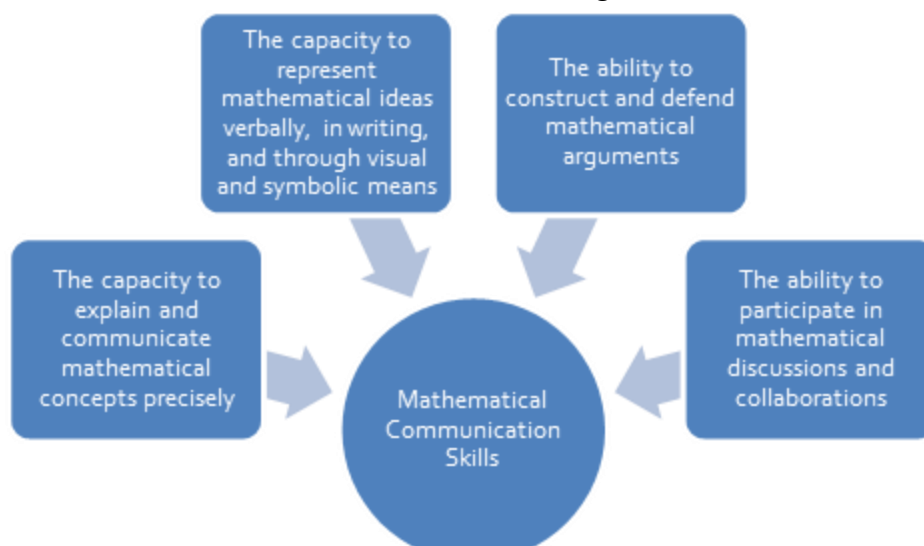 The capacity to
represent
mathematical ideas
verbally, in writing,
and through visual
and symbolic means
The ability to
construct and defend
mathematical
arguments
The capacity to
explain and
communicate
mathematical
concepts precisely
The ability to
participate in
mathematical
discussions and
collaborations
Mathematical
Communication
Skills